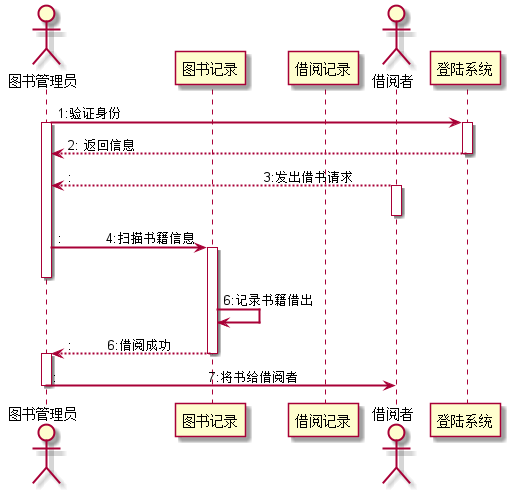 图书管理员
图书记录
借阅记录
借阅者
登陆系统
1:验证身份
2: 返回信息
: 3:发出借书请求
: 4:扫描书籍信息
6:记录书籍借出
: 6:借阅成功
: 7:将书给借阅者
图书管理员
图书记录
借阅记录
借阅者
登陆系统